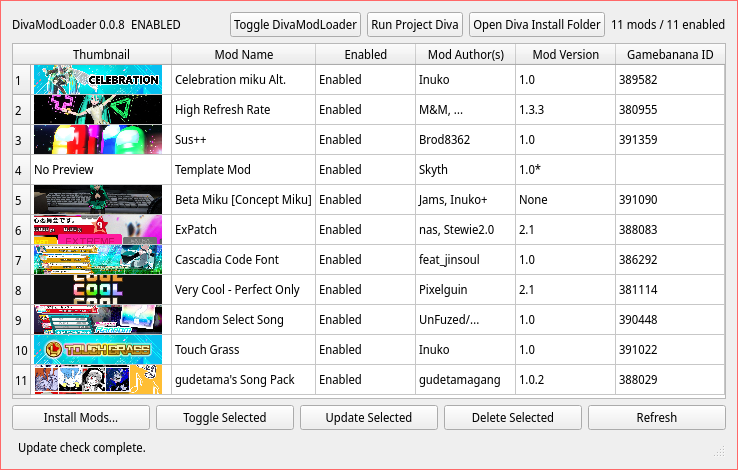 DivaModLoader 0.0.8 ENABLED Toggle DivaModLoader Run Project Diva Open Diva Install Folder 11 mods / 11 enabled
Thumbnail Mod Name Enabled Mod Author(s) Mod Version Gamebanana ID
1 CELEBRATION Celebration miku Alt. Enabled Inuko 1.0 389582
2 High Refresh Rate Enabled M&M, ... 1.3.3 380955
3 Sus++ Enabled Brod8362 1.0 391359
4 No Preview Template Mod Enabled Skyth 1.0*
5 Beta Miku [Concept Miku] Enabled Jams, Inuko+ None 391090
6 EXTREME ExPatch Enabled nas, Stewie2.0 2.1 388083
7 Cascadia Code Font Enabled feat_jinsoul 1.0 386292
8 COOL Very Cool - Perfect Only Enabled Pixelguin 2.1 381114
9 Random Select Song Enabled UnFuzed/... 1.0 390448
10 TOUCH GRASS Touch Grass Enabled Inuko 1.0 391022
11 gudetama's Song Pack Enabled gudetamagang 1.0.2 388029
Install Mods... Toggle Selected Update Selected Delete Selected Refresh
Update check complete.